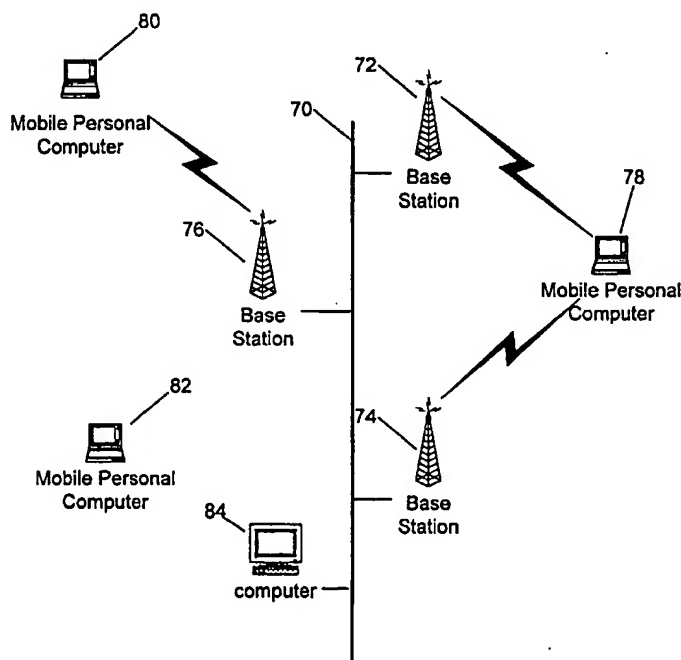 80
Mobile Personal
Computer
70
72
Base
Station
78
Mobile Personal
Computer
76
Base
Station
82
Mobile Personal
Computer
74
Base
Station
84
computer